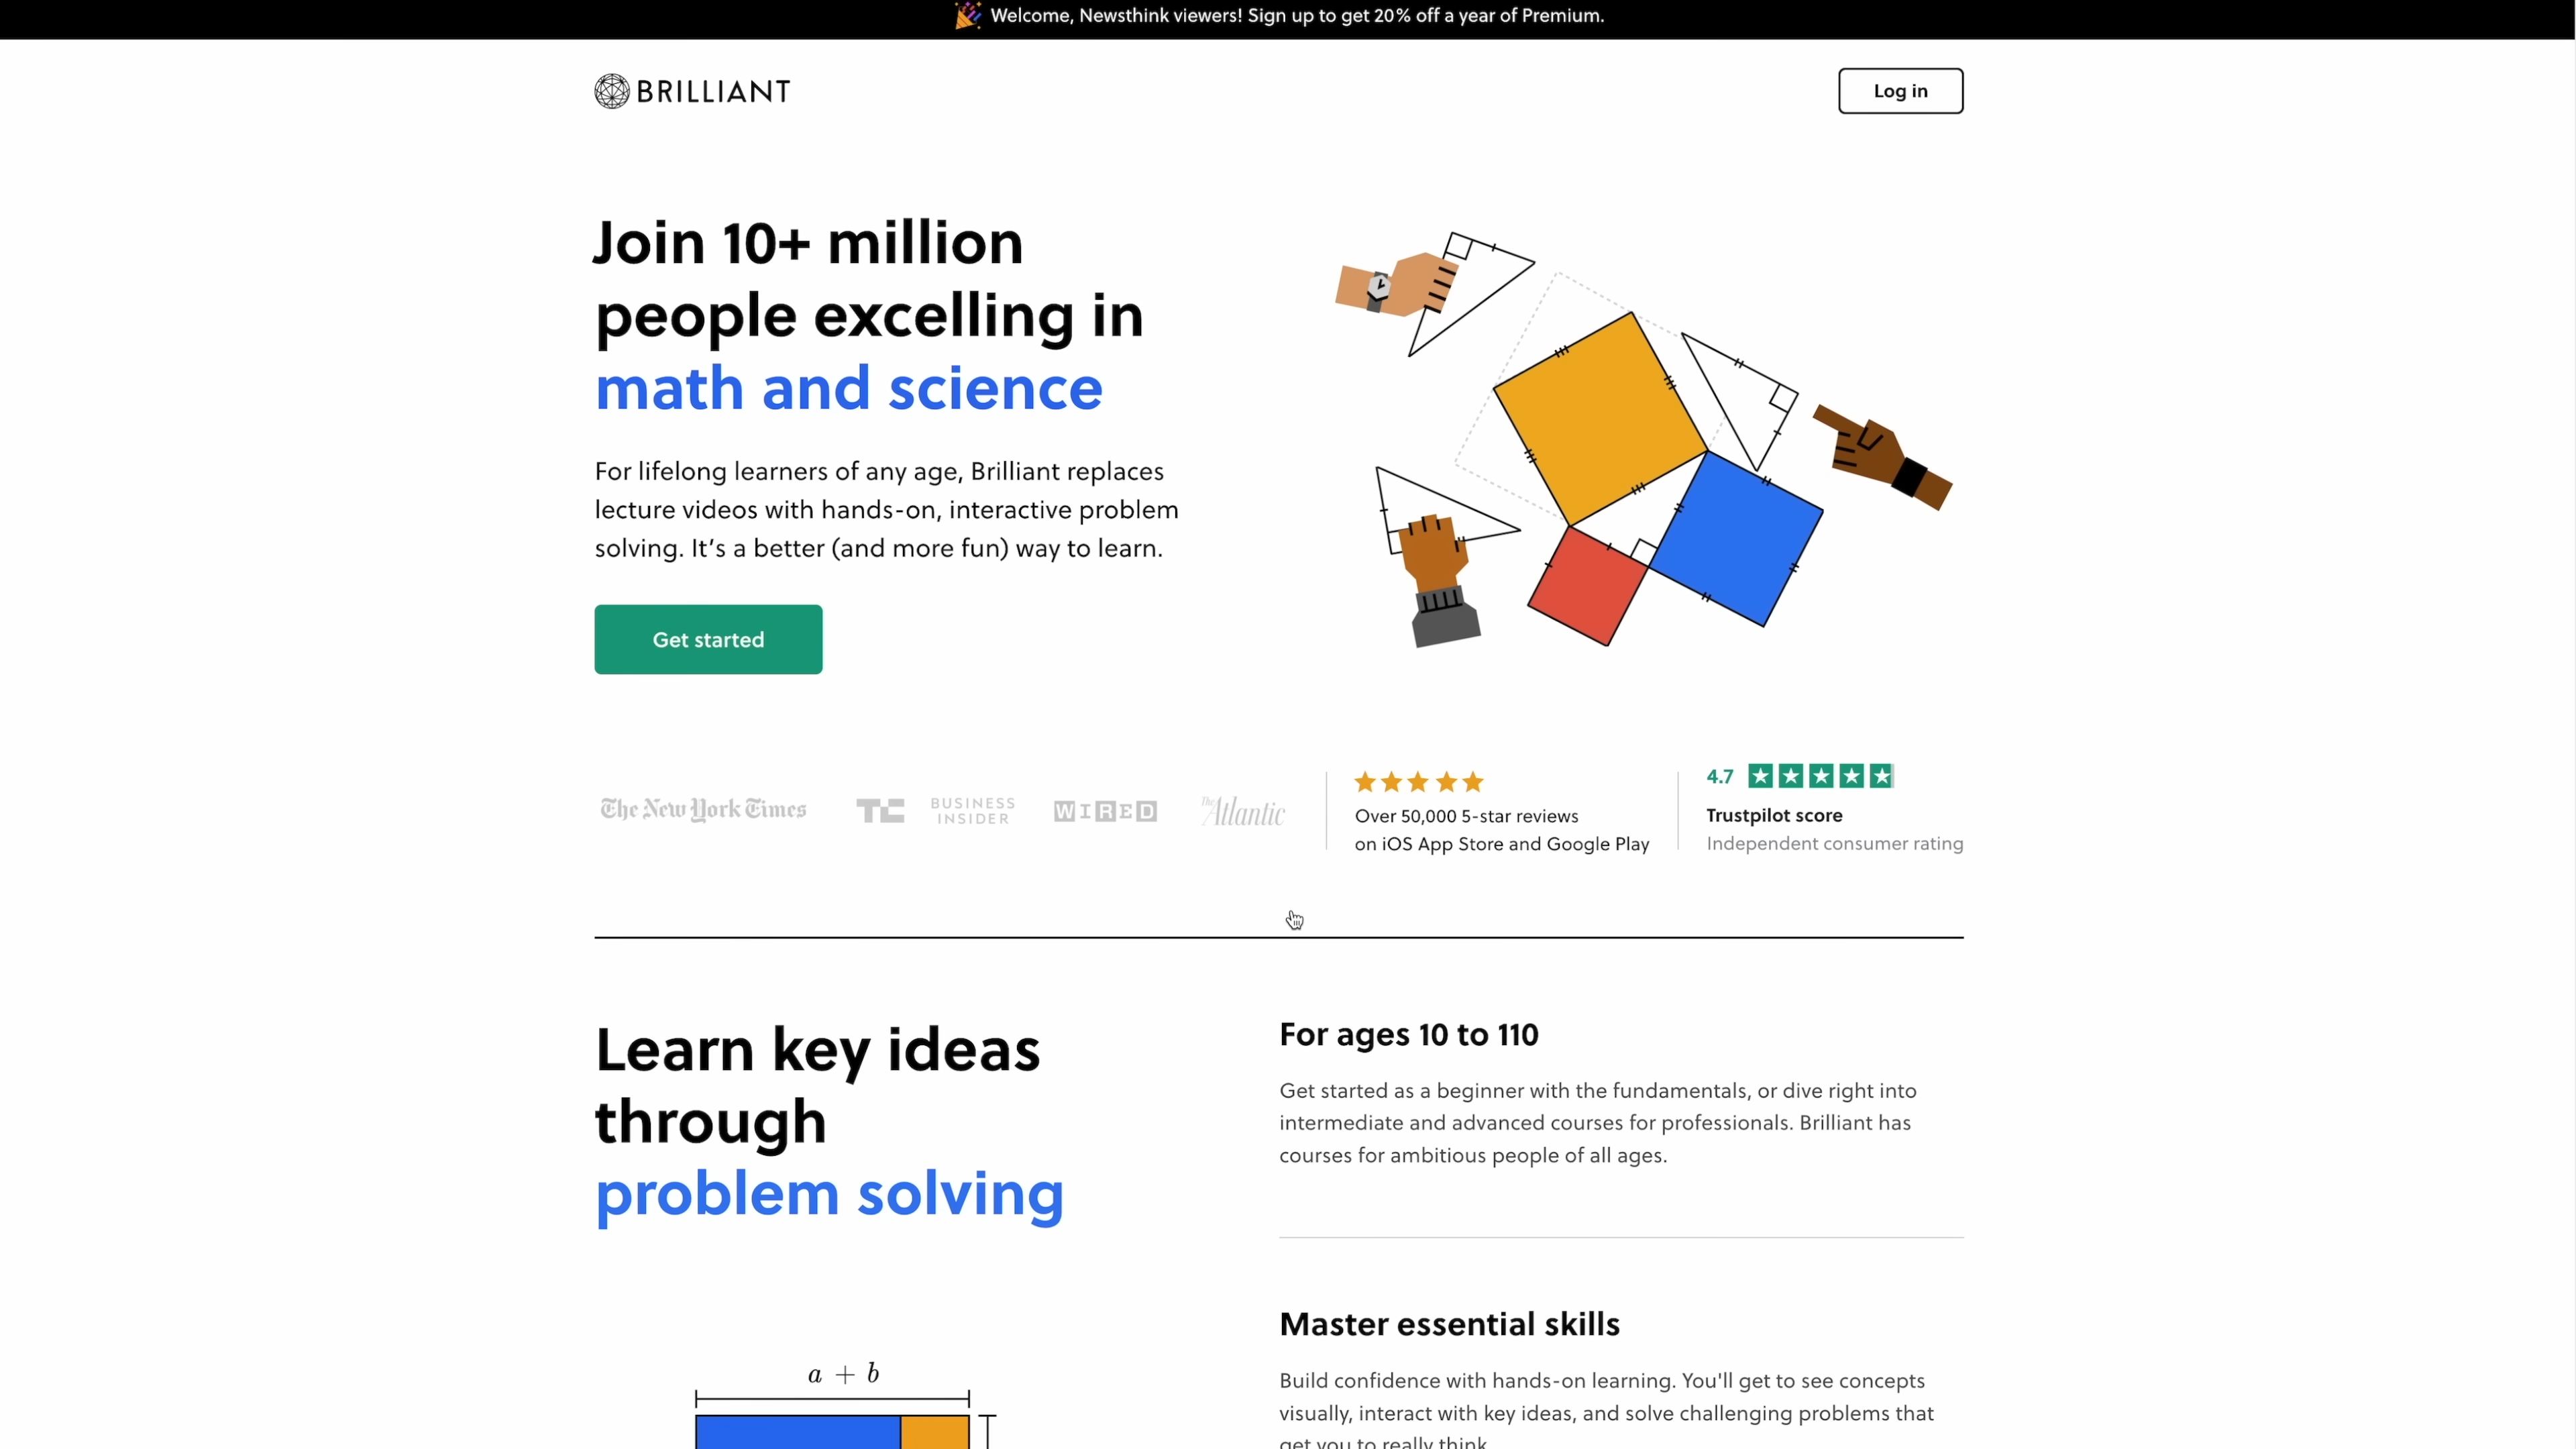 Welcome, Newsthink viewers! Sign up to get 20% off a year of Premium.
BRILLIANT
Log in
Join 10+ million
people excelling in
math and science
For lifelong learners of any age, Brilliant replaces
lecture videos with hands-on, interactive problem
solving. It’s a better (and more fun) way to learn.
Get started
The New York Times
TC
BUSINESS
INSIDER
WIRED
The Atlantic
Over 50,000 5-star reviews
on iOS App Store and Google Play
4.7
Trustpilot score
Independent consumer rating
Learn key ideas
through
problem solving
For ages 10 to 110
Get started as a beginner with the fundamentals, or dive right into
intermediate and advanced courses for professionals. Brilliant has
courses for ambitious people of all ages.
Master essential skills
Build confidence with hands-on learning. You'll get to see concepts
visually, interact with key ideas, and solve challenging problems that
get you to really think.
a + b